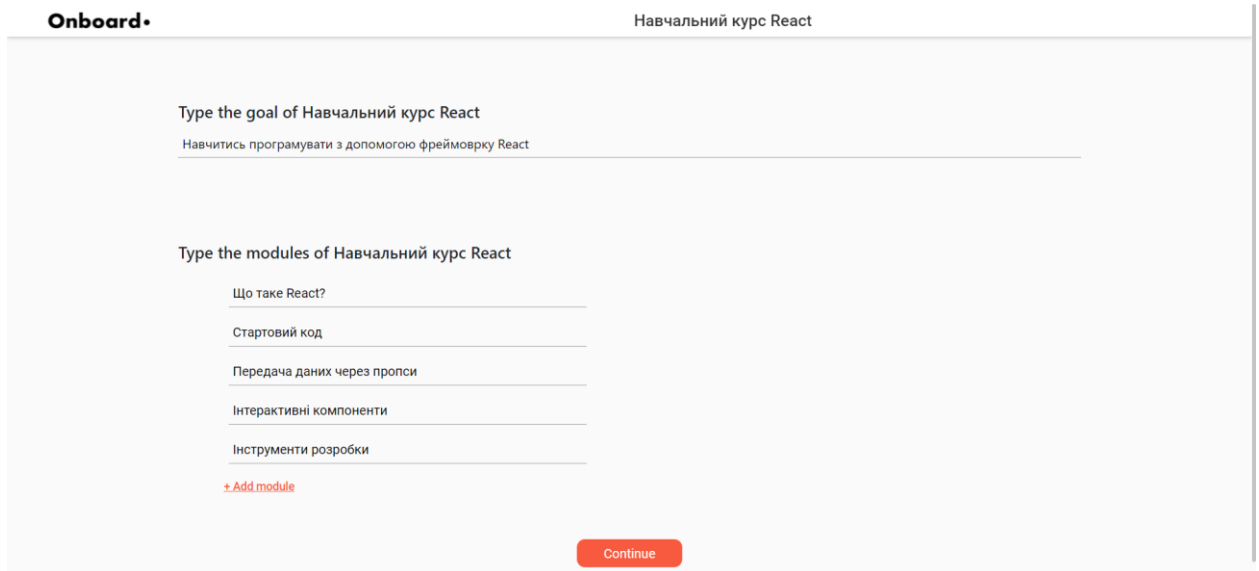 Onboard•
Навчальний курс React
Type the goal of Навчальний курс React
Навчитись програмувати з допомогою фреймоврку React
Type the modules of Навчальний курс React
Що таке React?
Стартовий код
Передача даних через пропси
Інтерактивні компоненти
Інструменти розробки
+ Add module
Continue